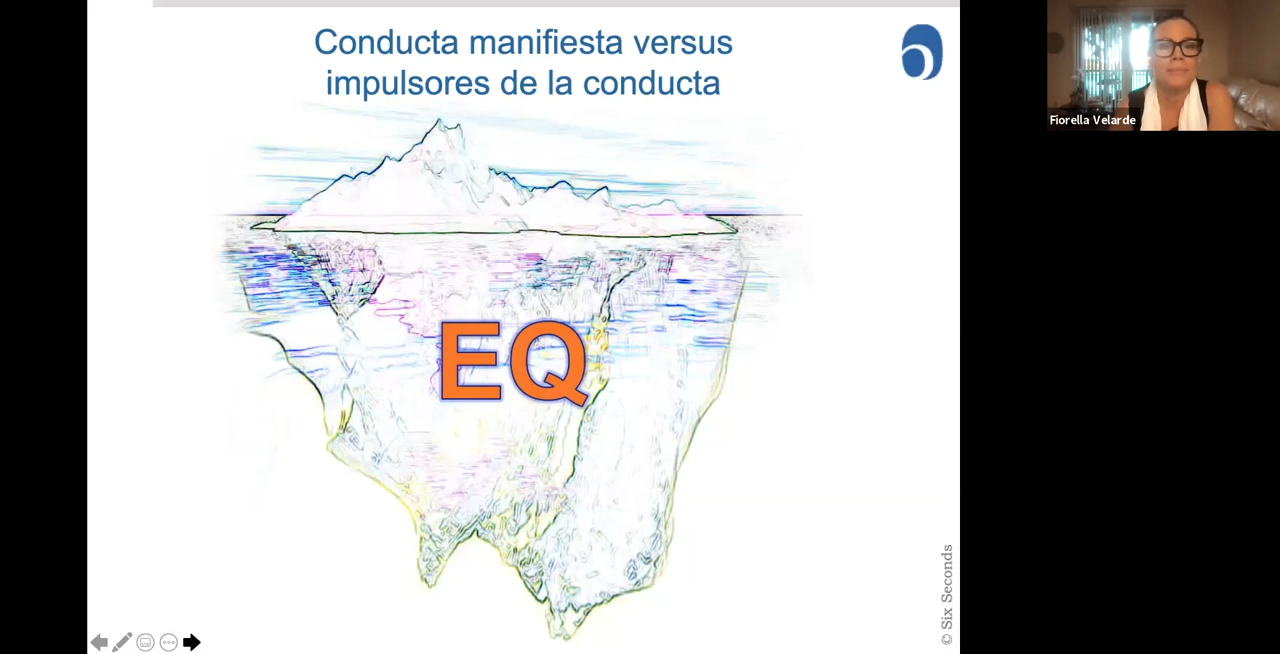 Conducta manifiesta versus
impulsores de la conducta
EQ
© Six Seconds
Fiorella Velarde